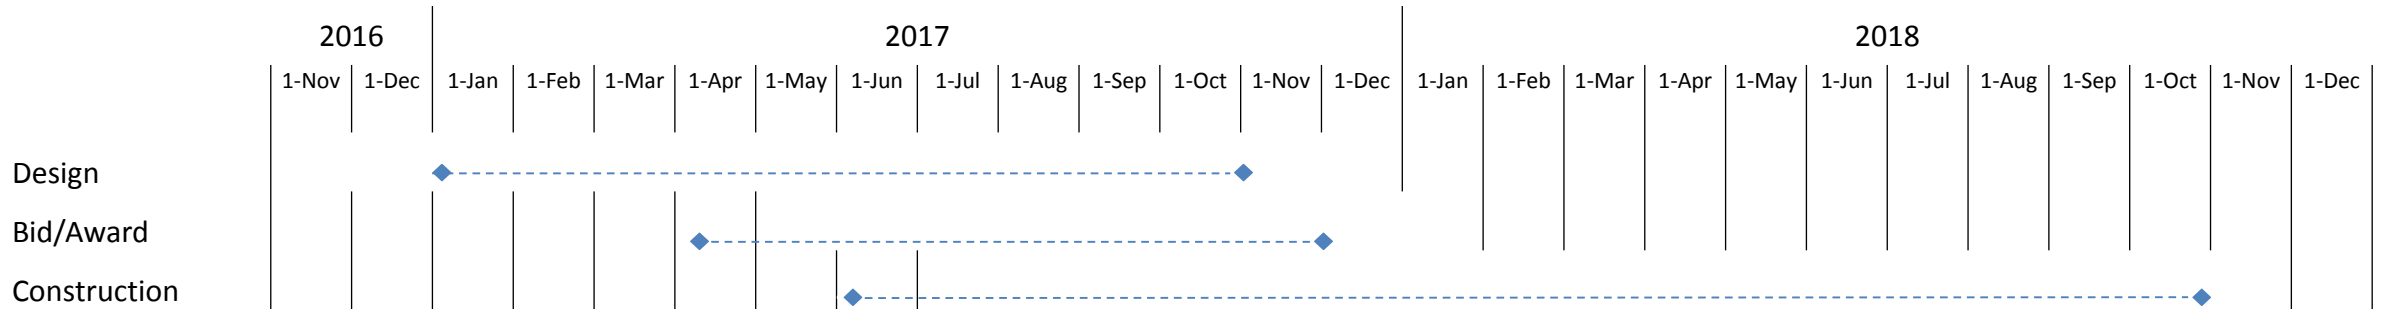 2016 2017 2018
1-Nov 1-Dec 1-Jan 1-Feb 1-Mar 1-Apr 1-May 1-Jun 1-Jul 1-Aug 1-Sep 1-Oct 1-Nov 1-Dec 1-Jan 1-Feb 1-Mar 1-Apr 1-May 1-Jun 1-Jul 1-Aug 1-Sep 1-Oct 1-Nov 1-Dec
Design
Bid/Award
Construction